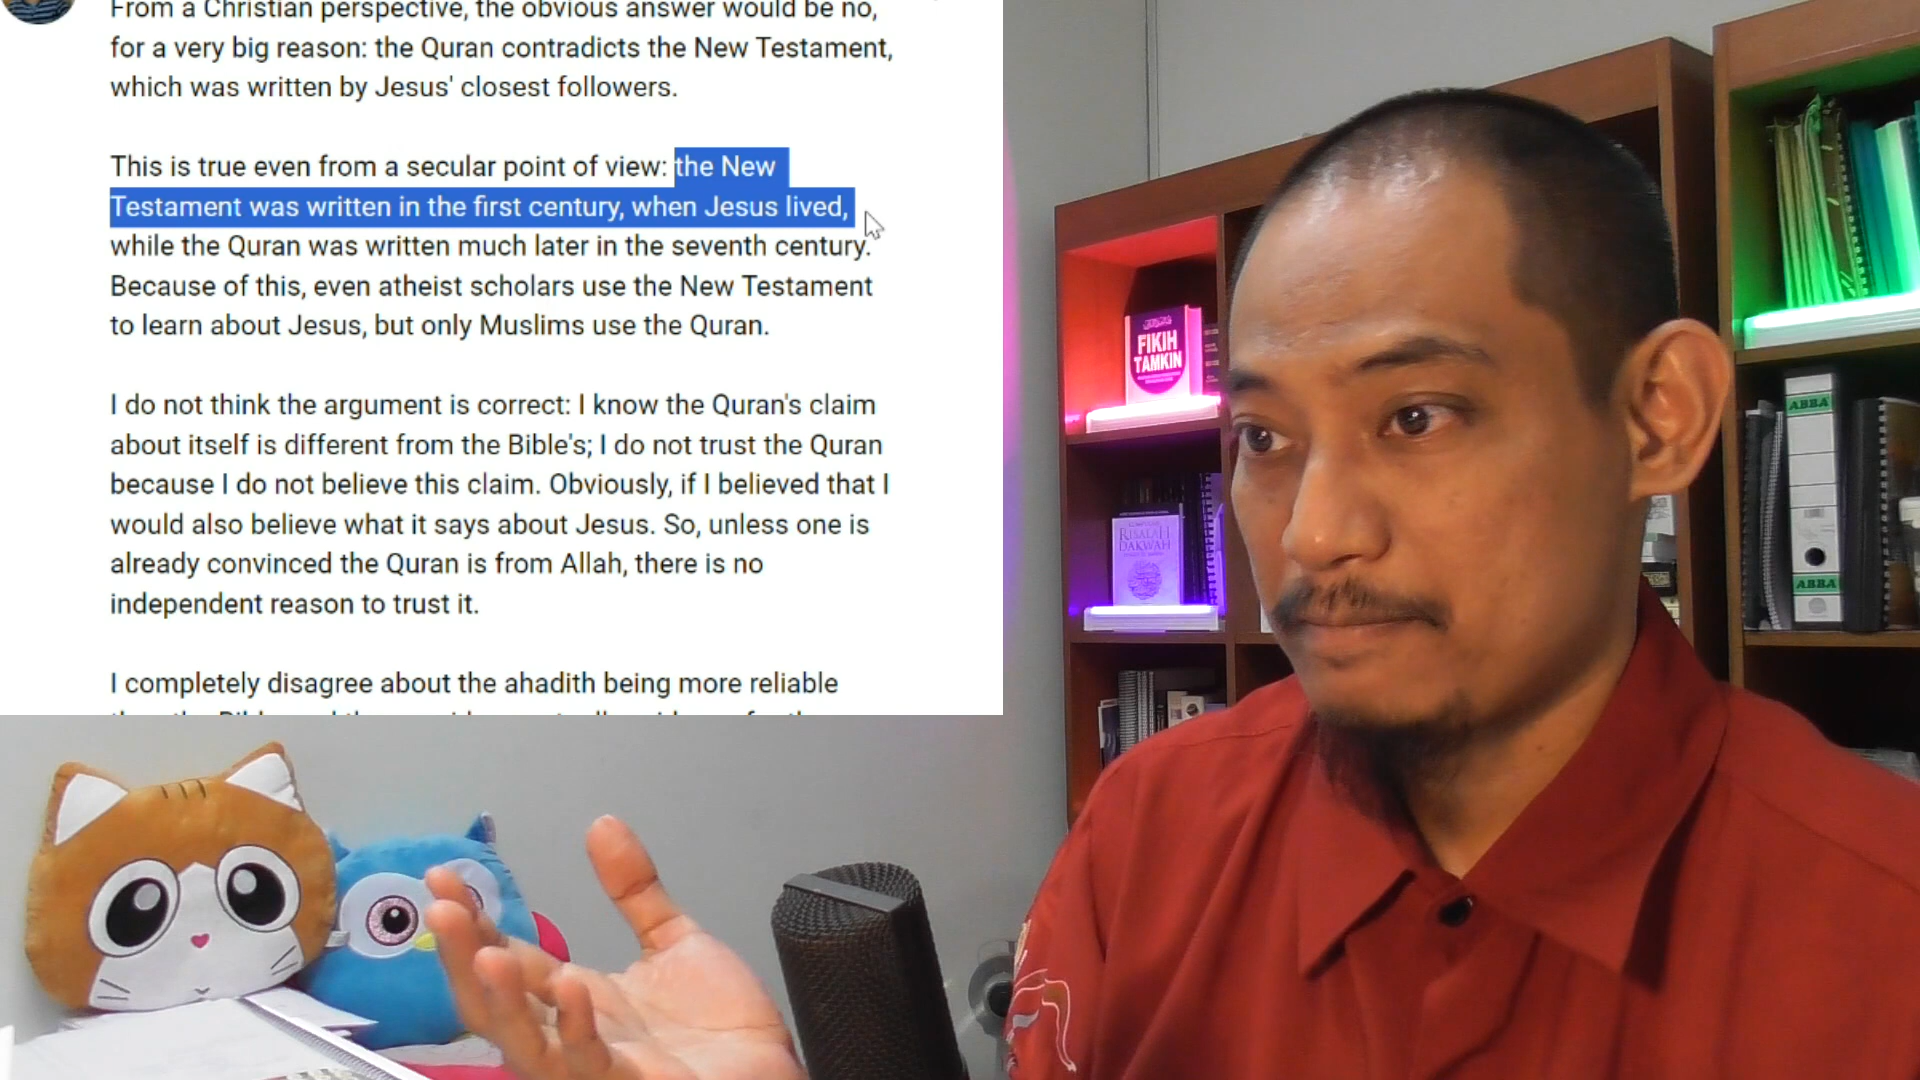 From a Christian perspective, the obvious answer would be no,
for a very big reason: the Quran contradicts the New Testament,
which was written by Jesus' closest followers.
This is true even from a secular point of view: the New
Testament was written in the first century, when Jesus lived,
while the Quran was written much later in the seventh century.
Because of this, even atheist scholars use the New Testament
to learn about Jesus, but only Muslims use the Quran.
I do not think the argument is correct: I know the Quran's claim
about itself is different from the Bible's; I do not trust the Quran
because I do not believe this claim. Obviously, if I believed that I
would also believe what it says about Jesus. So, unless one is
already convinced the Quran is from Allah, there is no
independent reason to trust it.
I completely disagree about the ahadith being more reliable
FIKIH
TAMKIN
RISALAH
DAKWAH
ABBA
ABBA